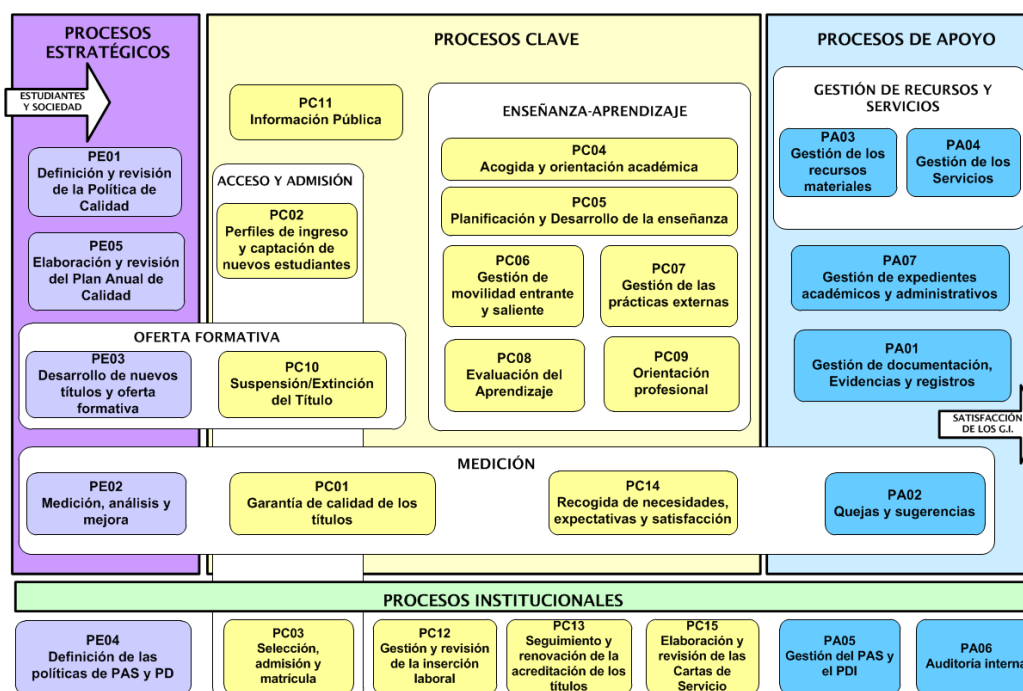 PROCESOS
ESTRATÉGICOS
ESTUDIANTES
Y SOCIEDAD
PE01
Definición y revisión
de la Política de
Calidad
PE05
Elaboración y revisión
del Plan Anual de
Calidad
PROCESOS CLAVE
PC11
Información Pública
ACCESO Y ADMISIÓN
PC02
Perfiles de ingreso
y captación de
nuevos estudiantes
ENSEÑANZA-APRENDIZAJE
PC04
Acogida y orientación académica
PC05
Planificación y Desarrollo de la enseñanza
PC06
Gestión de
movilidad entrante
y saliente
PC07
Gestión de las
prácticas externas
PC08
Evaluación del
Aprendizaje
PC09
Orientación
profesional
OFERTA FORMATIVA
PE03
Desarrollo de nuevos
títulos y oferta
formativa
PC10
Suspensión/Extinción
del Título
PROCESOS DE APOYO
GESTIÓN DE RECURSOS Y
SERVICIOS
PA03
Gestión de los
recursos
materiales
PA04
Gestión de los
Servicios
PA07
Gestión de expedientes
académicos y administrativos
PA01
Gestión de documentación,
Evidencias y registros
SATISFACCIÓN
DE LOS G.I.
MEDICIÓN
PE02
Medición, análisis y
mejora
PC01
Garantía de calidad de los
títulos
PC14
Recogida de necesidades,
expectativas y satisfacción
PA02
Quejas y sugerencias
PROCESOS INSTITUCIONALES
PE04
Definición de las
políticas de PAS y PD
PC03
Selección,
admisión y
matrícula
PC12
Gestión y revisión
de la inserción
laboral
PC13
Seguimiento y
renovación de la
acreditación de los
títulos
PC15
Elaboración y
revisión de las
Cartas de
Servicio
PA05
Gestión del PAS y
el PDI
PA06
Auditoría interna